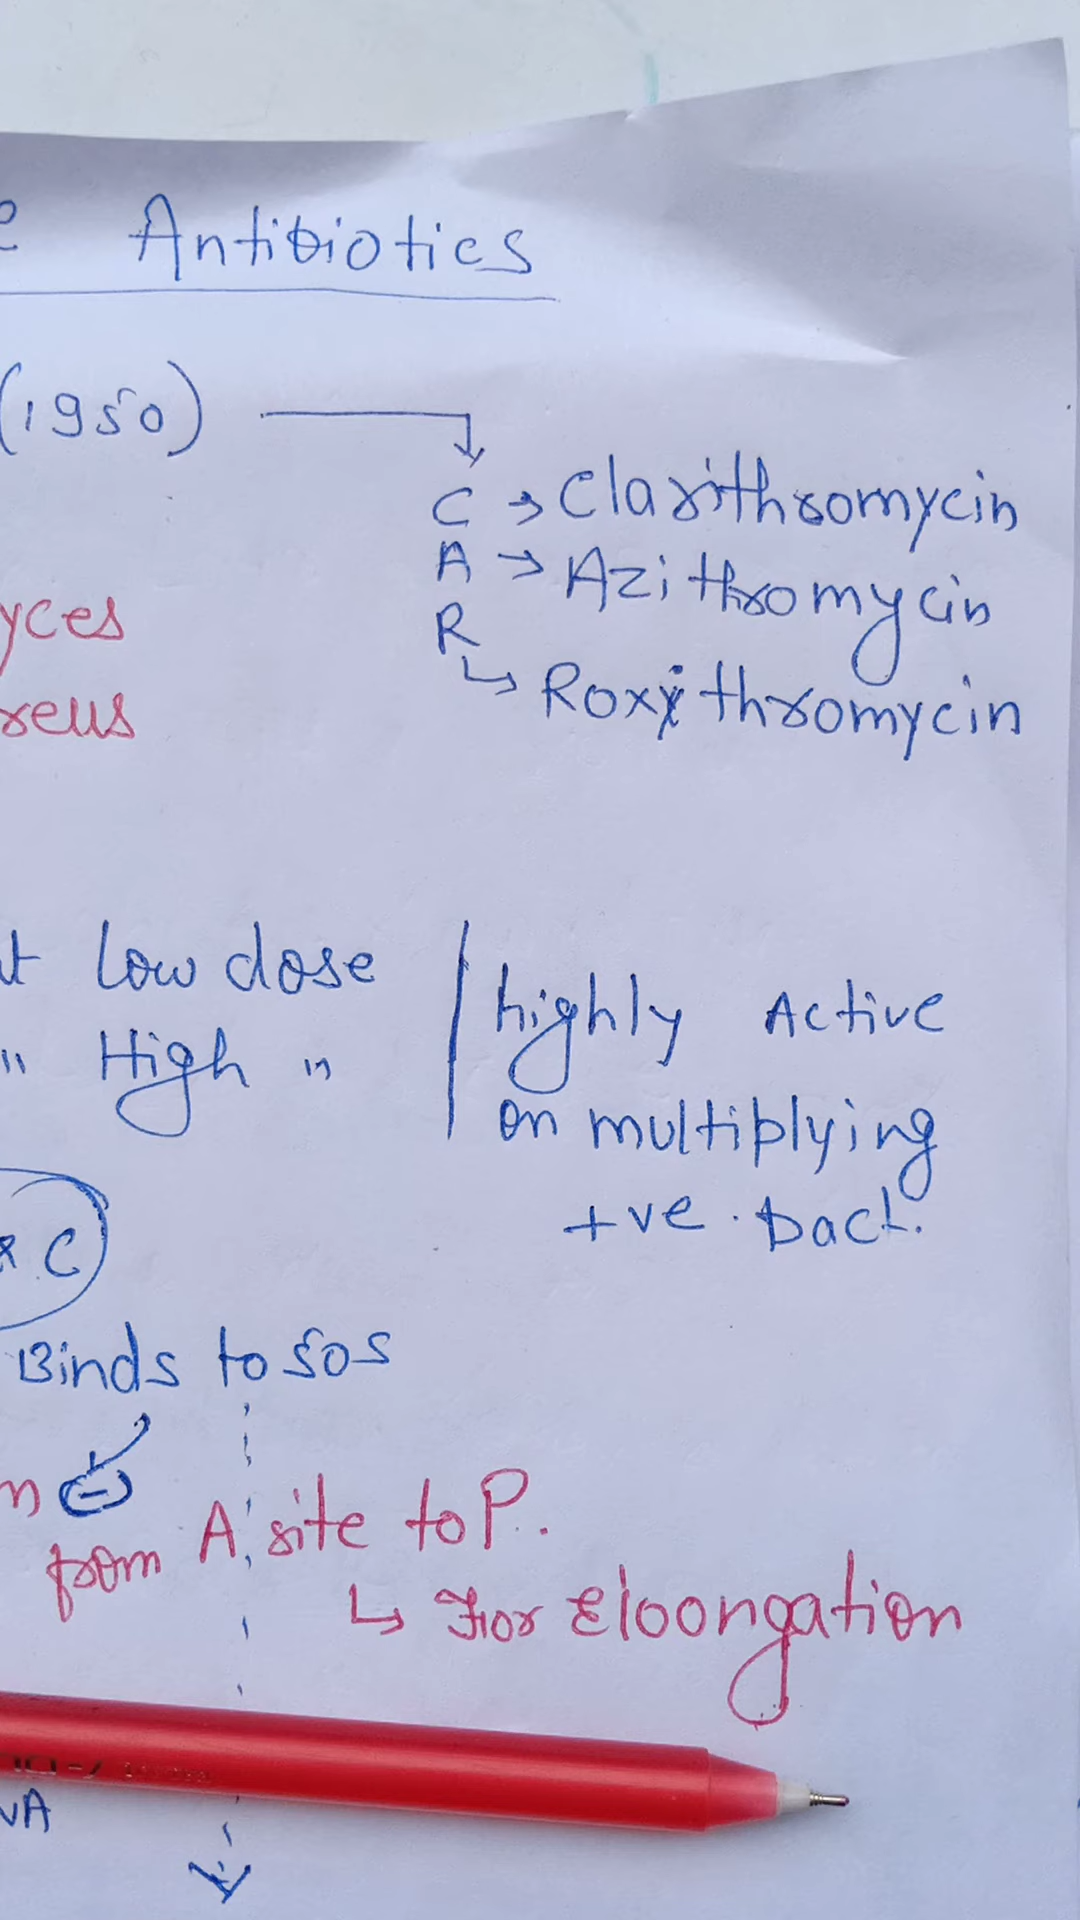 Antibiotics
(1950)
C → Clarithromycin
A → Azithromycin
R
↳ Roxithromycin
yces
reus
Low dose
" High "
highly Active
on multiplying
+ve. bact.
C
Binds to 50S
from A site to P.
↳ For Eloongation